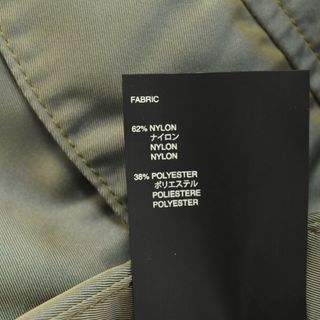 FABRIC
62% NYLON
ナイロン
NYLON
NYLON
38% POLYESTER
ポリエステル
POLIESTERE
POLYESTER